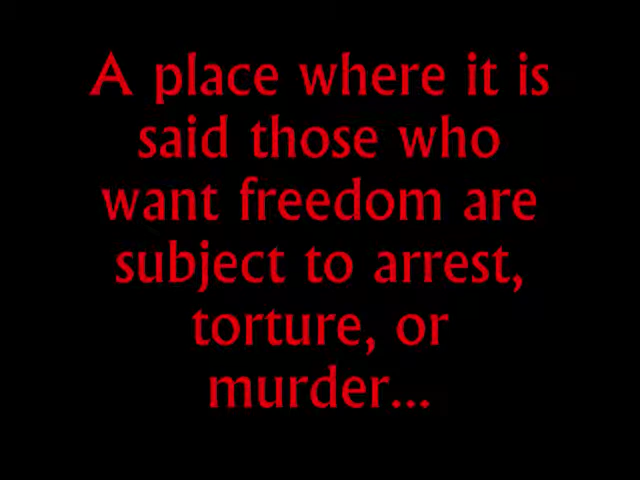 A place where it is
said those who
want freedom are
subject to arrest,
torture, or
murder...